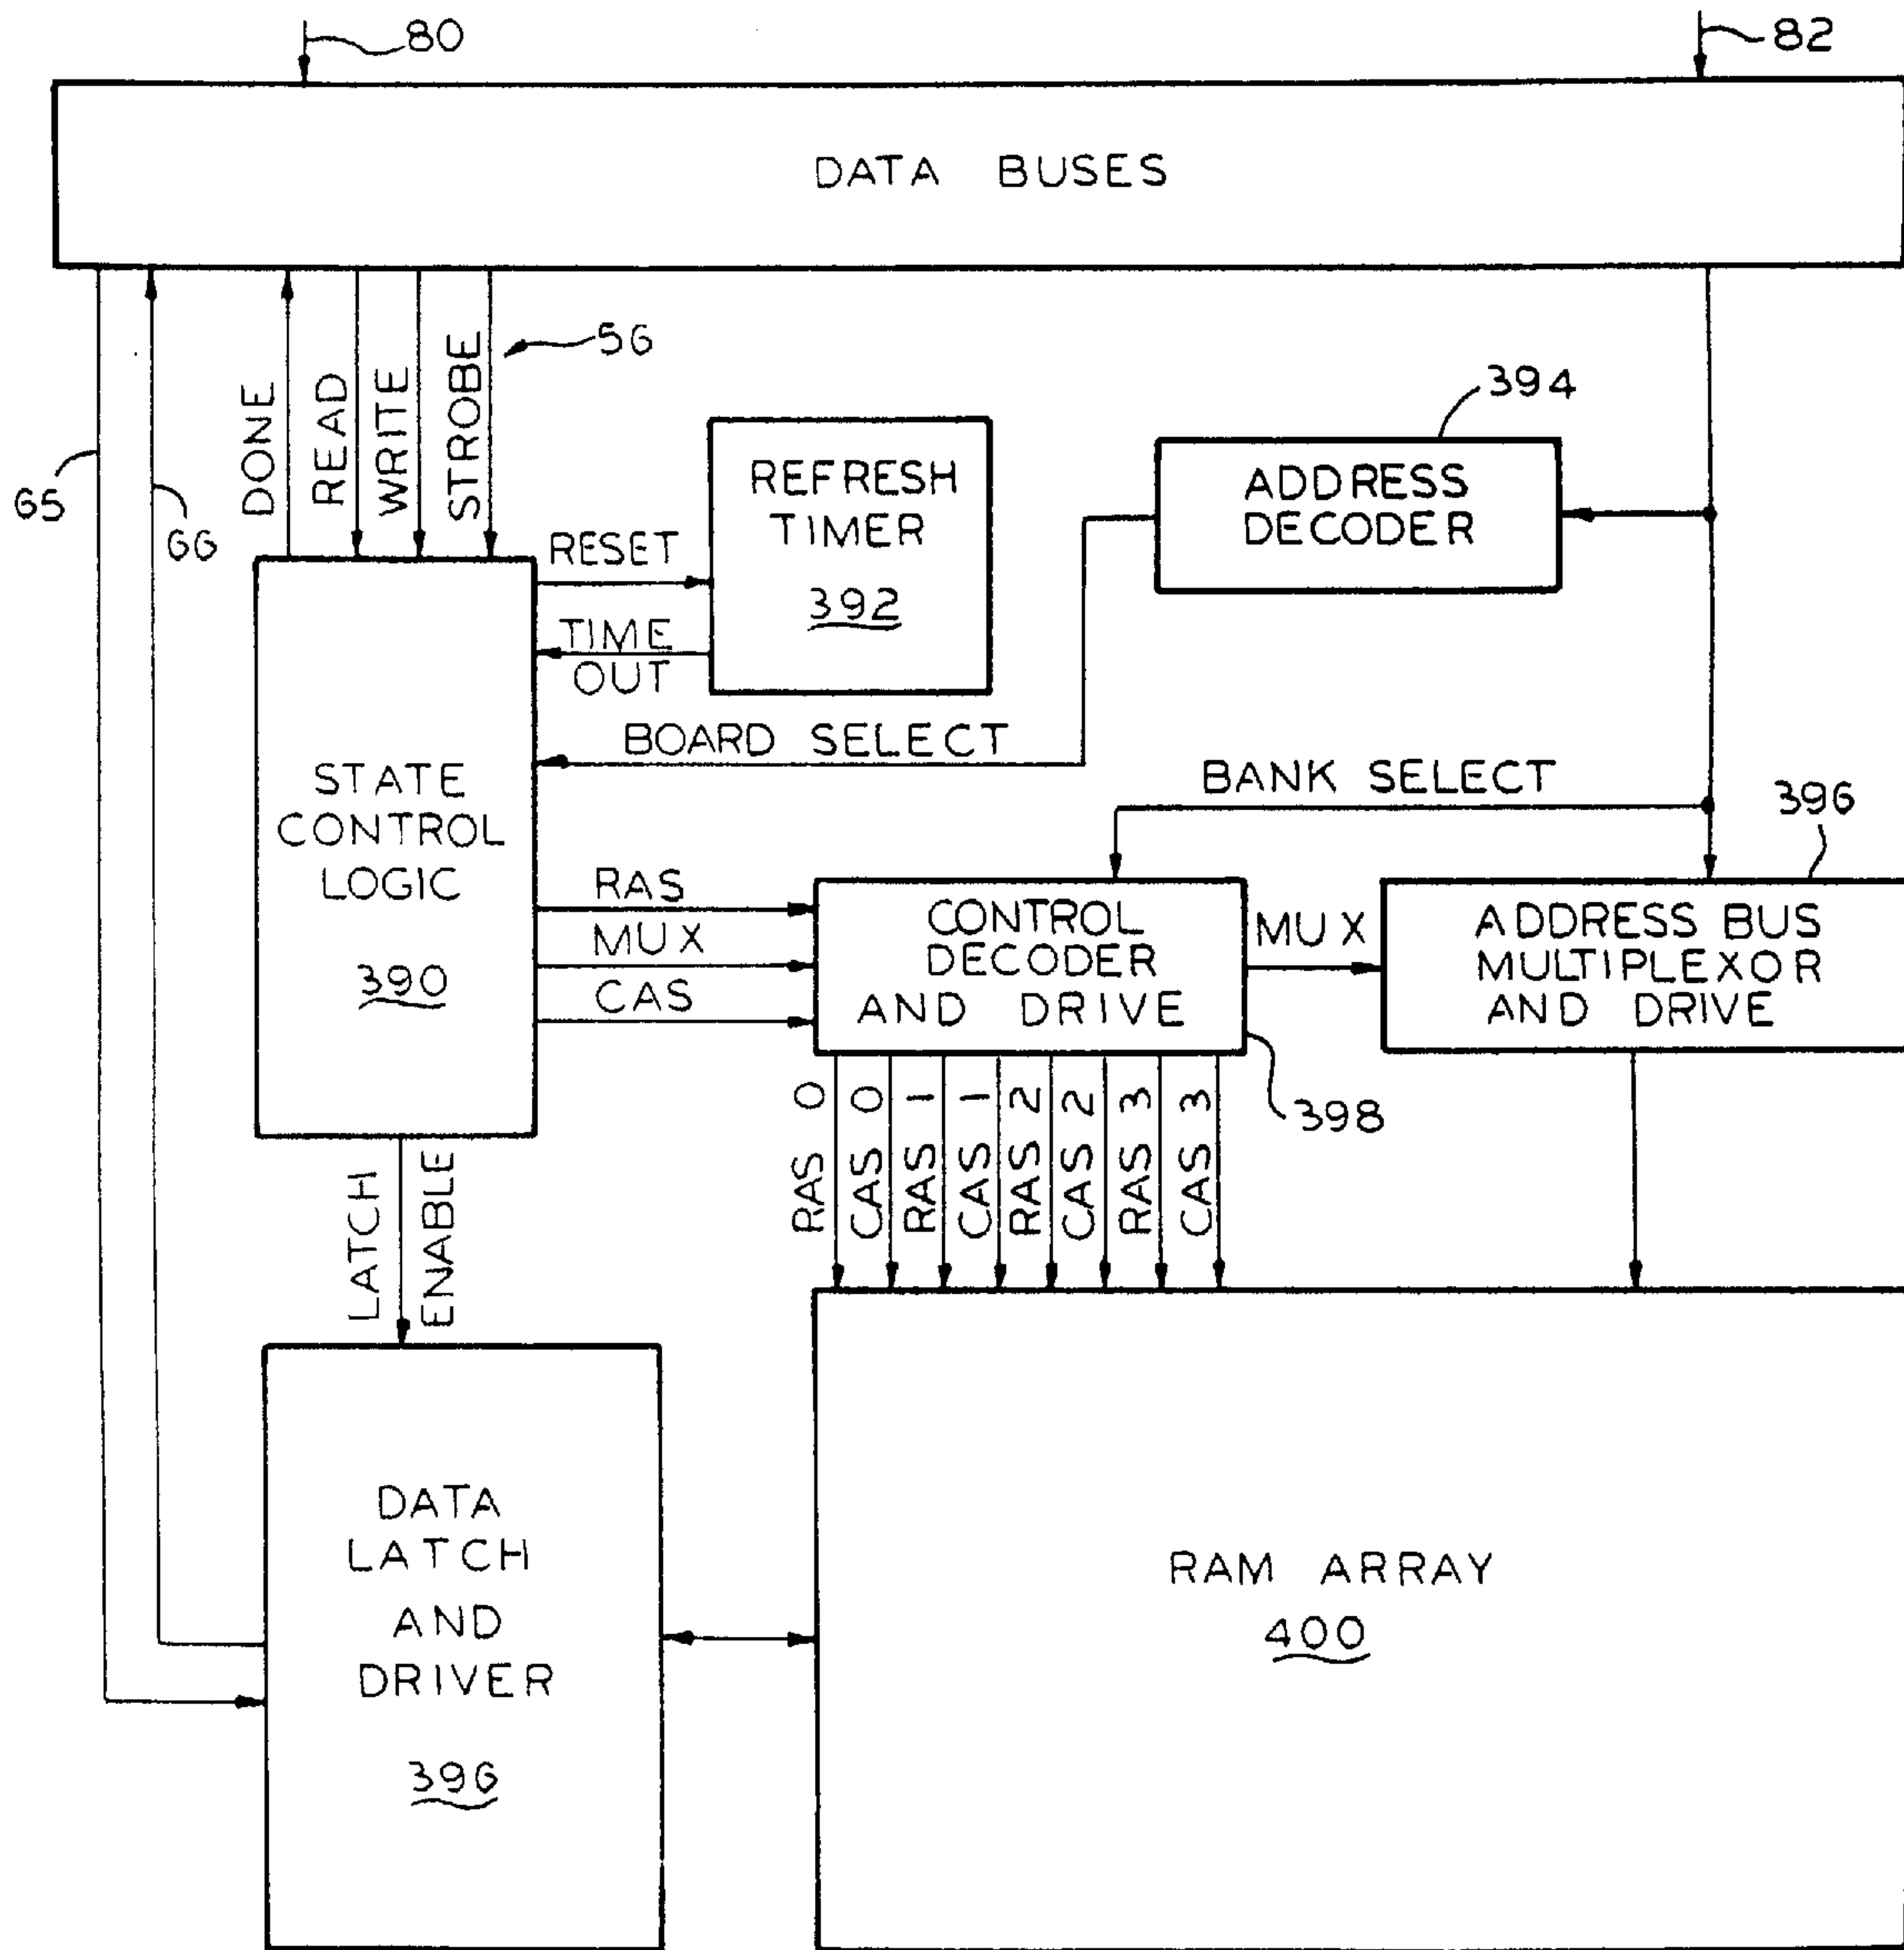 80
82
DATA BUSES
56
65
66
DONE
READ
WRITE
STROBE
394
REFRESH
TIMER
392
ADDRESS
DECODER
RESET
TIME
OUT
BOARD SELECT
BANK SELECT
396
STATE
CONTROL
LOGIC
390
RAS
MUX
CAS
CONTROL
DECODER
AND DRIVE
MUX
ADDRESS BUS
MULTIPLEXOR
AND DRIVE
398
RAS 0
CAS 0
RAS 1
CAS 1
RAS 2
CAS 2
RAS 3
CAS 3
LATCH
ENABLE
DATA
LATCH
AND
DRIVER
396
RAM ARRAY
400